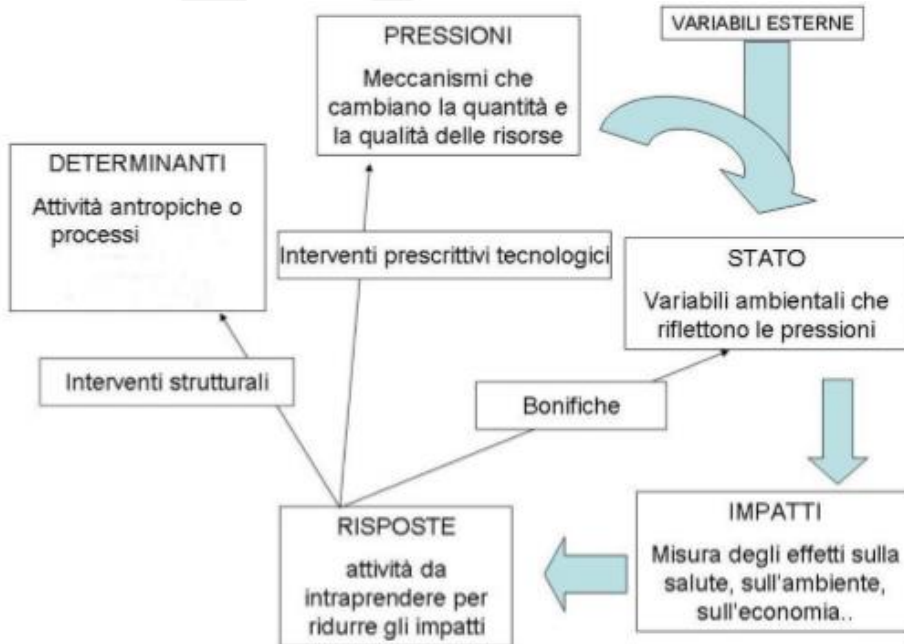 PRESSIONI
Meccanismi che
cambiano la quantità e
la qualità delle risorse
VARIABILI ESTERNE
DETERMINANTI
Attività antropiche o
processi
Interventi prescrittivi tecnologici
STATO
Variabili ambientali che
riflettono le pressioni
Interventi strutturali
Bonifiche
RISPOSTE
attività da
intraprendere per
ridurre gli impatti
IMPATTI
Misura degli effetti sulla
salute, sull'ambiente,
sull'economia..